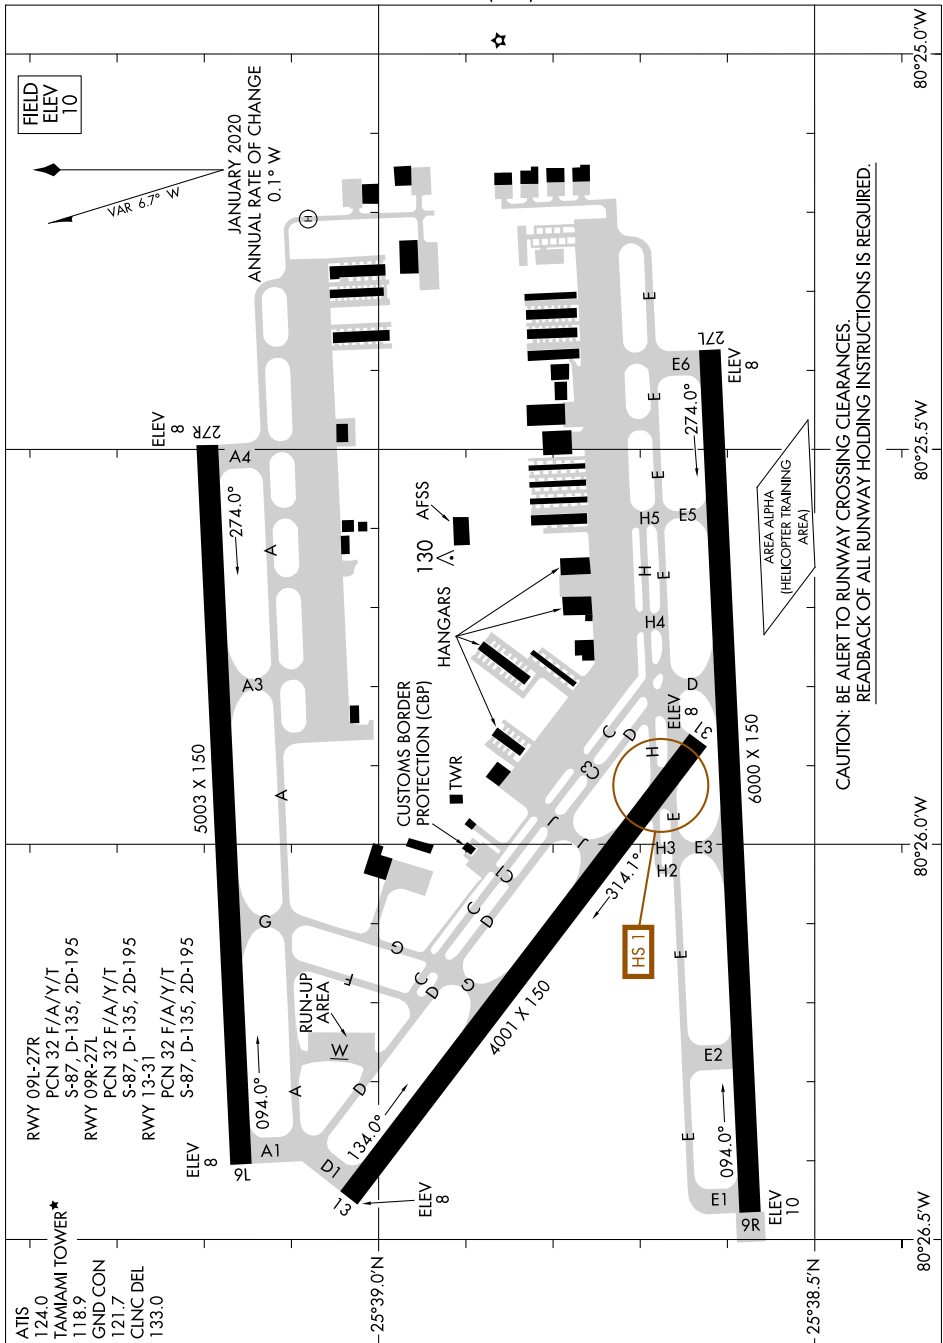 ATIS
124.0
TAMIAMI TOWER★
118.9
GND CON
121.7
CLNC DEL
133.0
RWY 09L-27R
PCN 32 F/A/Y/T
S-87, D-135, 2D-195
RWY 09R-27L
PCN 32 F/A/Y/T
S-87, D-135, 2D-195
RWY 13-31
PCN 32 F/A/Y/T
S-87, D-135, 2D-195
FIELD
ELEV
10
VAR 6.7° W
JANUARY 2020
ANNUAL RATE OF CHANGE
0.1° W
H
ELEV
8
9L
094.0°
5003 X 150
274.0°
27R
ELEV
8
A1
A
A
A3
A
A4
G
F
G
RUN-UP
AREA
W
D
D1
13
ELEV
8
134.0°
4001 X 150
314.1°
31
ELEV
8
C
D
G
C
D
C1
J
J
C3
C
D
D
CUSTOMS BORDER
PROTECTION (CBP)
TWR
HANGARS
130
AFSS
HS 1
H2
H3
H
H4
H
H5
E1
E
E2
E
E3
E
E
E5
E
E
E6
E
9R
ELEV
10
094.0°
6000 X 150
274.0°
27L
ELEV
8
AREA ALPHA
(HELICOPTER TRAINING
AREA)
CAUTION: BE ALERT TO RUNWAY CROSSING CLEARANCES.
READBACK OF ALL RUNWAY HOLDING INSTRUCTIONS IS REQUIRED.
25°39.0'N
25°38.5'N
80°26.5'W
80°26.0'W
80°25.5'W
80°25.0'W